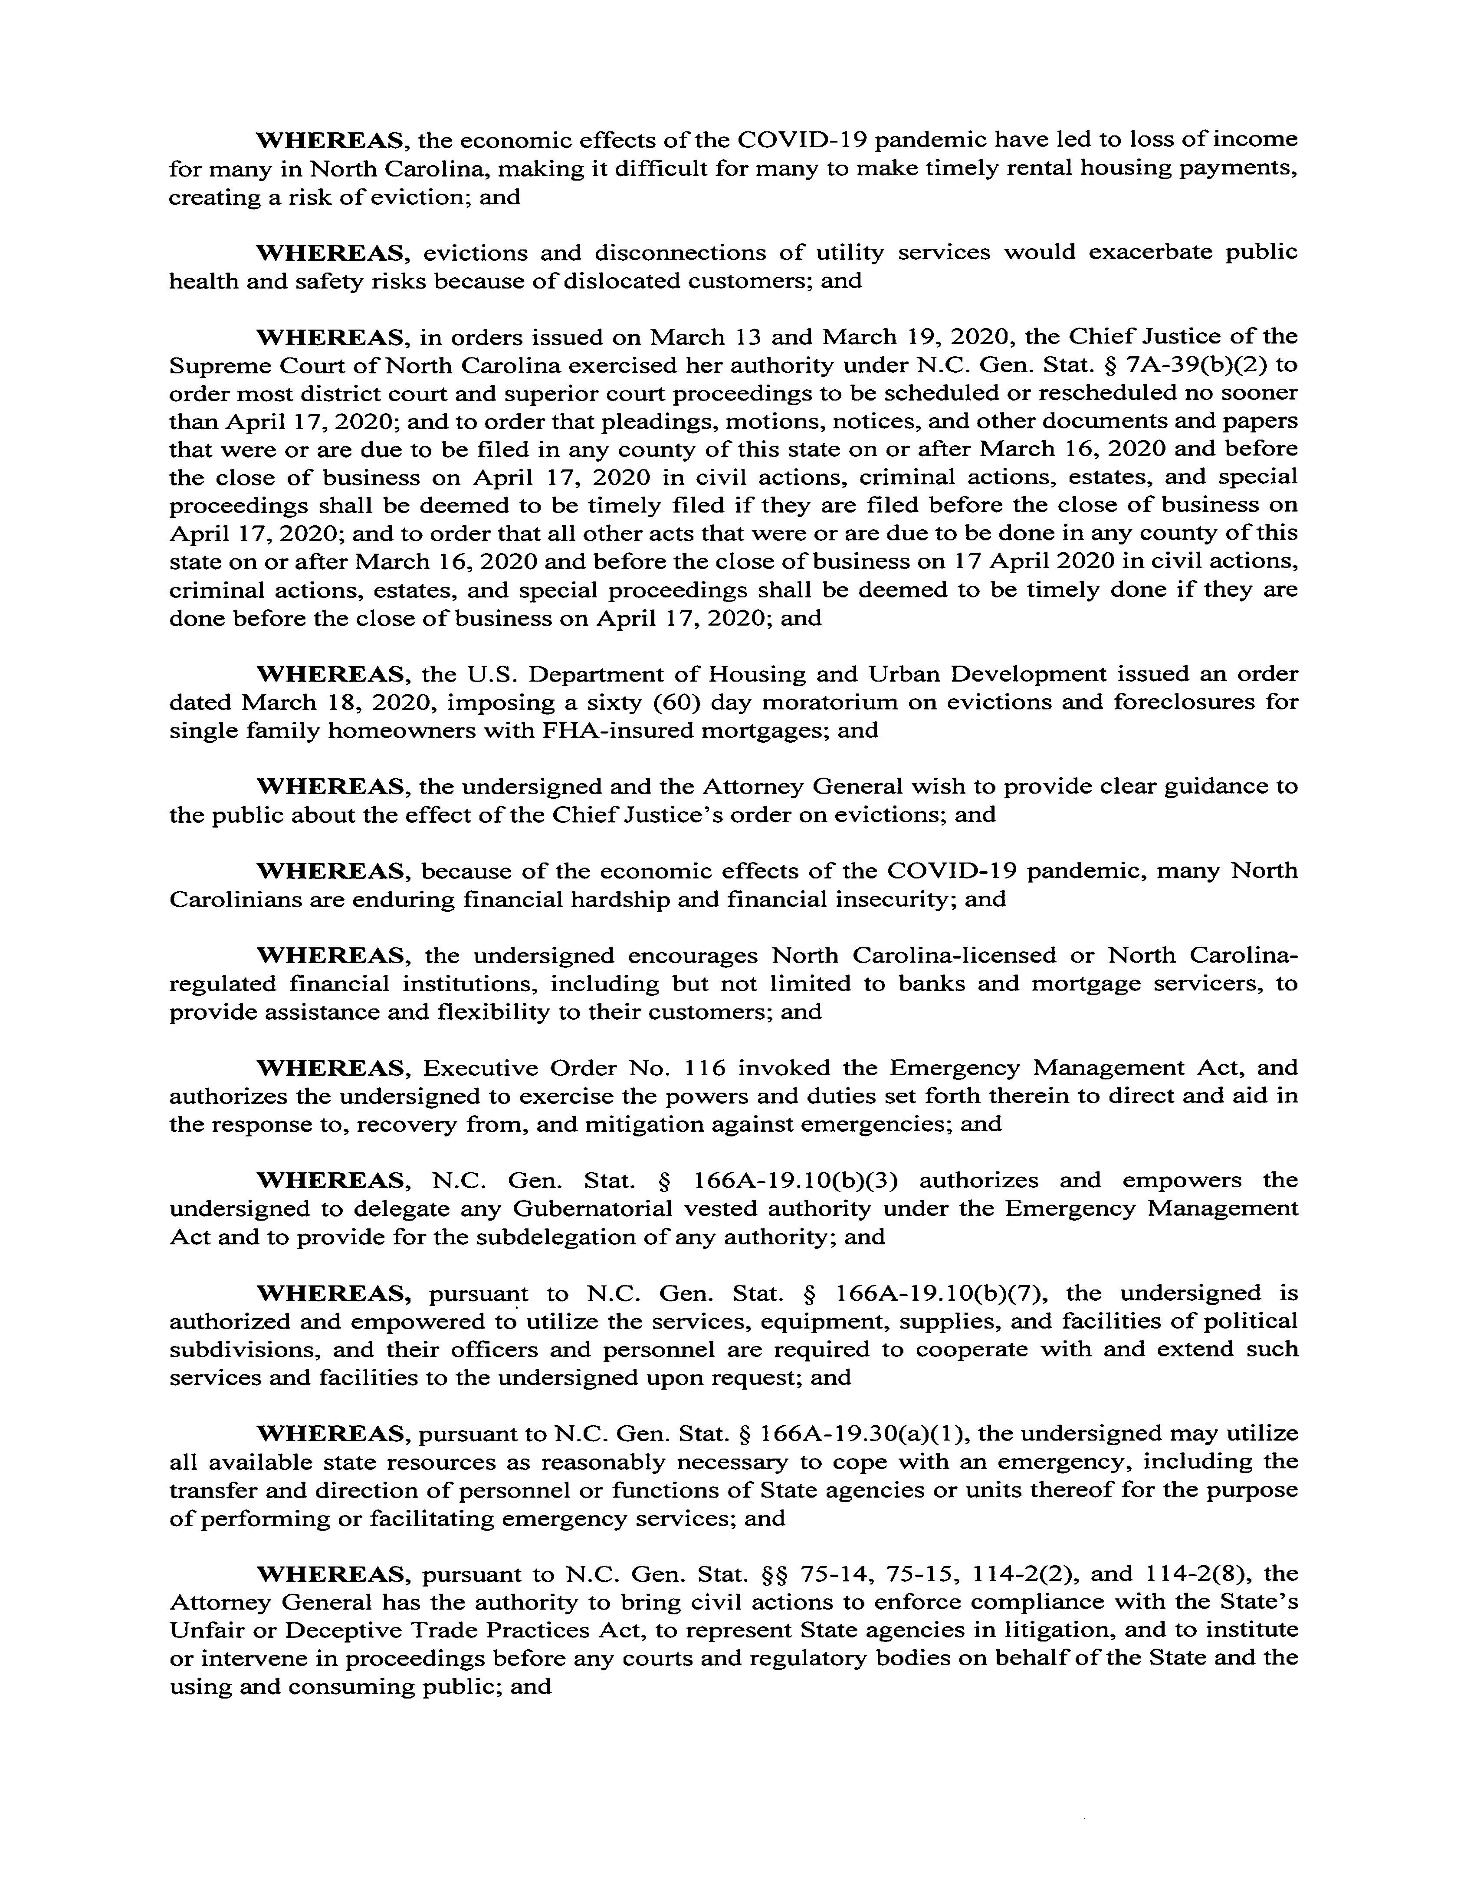 WHEREAS, the economic effects of the COVID-19 pandemic have led to loss of income
for many in North Carolina, making it difficult for many to make timely rental housing payments,
creating a risk of eviction; and
WHEREAS, evictions and disconnections of utility services would exacerbate public
health and safety risks because of dislocated customers; and
WHEREAS, in orders issued on March 13 and March 19, 2020, the Chief Justice of the
Supreme Court of North Carolina exercised her authority under N.C. Gen. Stat. § 7A-39(b)(2) to
order most district court and superior court proceedings to be scheduled or rescheduled no sooner
than April 17, 2020; and to order that pleadings, motions, notices, and other documents and papers
that were or are due to be filed in any county of this state on or after March 16, 2020 and before
the close of business on April 17, 2020 in civil actions, criminal actions, estates, and special
proceedings shall be deemed to be timely filed if they are filed before the close of business on
April 17, 2020; and to order that all other acts that were or are due to be done in any county of this
state on or after March 16, 2020 and before the close of business on 17 April 2020 in civil actions,
criminal actions, estates, and special proceedings shall be deemed to be timely done if they are
done before the close of business on April 17, 2020; and
WHEREAS, the U.S. Department of Housing and Urban Development issued an order
dated March 18, 2020, imposing a sixty (60) day moratorium on evictions and foreclosures for
single family homeowners with FHA-insured mortgages; and
WHEREAS, the undersigned and the Attorney General wish to provide clear guidance to
the public about the effect of the Chief Justice's order on evictions; and
WHEREAS, because of the economic effects of the COVID-19 pandemic, many North
Carolinians are enduring financial hardship and financial insecurity; and
WHEREAS, the undersigned encourages North Carolina-licensed or North Carolina-
regulated financial institutions, including but not limited to banks and mortgage servicers, to
provide assistance and flexibility to their customers; and
WHEREAS, Executive Order No. 116 invoked the Emergency Management Act, and
authorizes the undersigned to exercise the powers and duties set forth therein to direct and aid in
the response to, recovery from, and mitigation against emergencies; and
WHEREAS, N.C. Gen. Stat. § 166A-19.10(b)(3) authorizes and empowers the
undersigned to delegate any Gubernatorial vested authority under the Emergency Management
Act and to provide for the subdelegation of any authority; and
WHEREAS, pursuant to N.C. Gen. Stat. § 166A-19.10(b)(7), the undersigned is
authorized and empowered to utilize the services, equipment, supplies, and facilities of political
subdivisions, and their officers and personnel are required to cooperate with and extend such
services and facilities to the undersigned upon request; and
WHEREAS, pursuant to N.C. Gen. Stat. § 166A-19.30(a)(1), the undersigned may utilize
all available state resources as reasonably necessary to cope with an emergency, including the
transfer and direction of personnel or functions of State agencies or units thereof for the purpose
of performing or facilitating emergency services; and
WHEREAS, pursuant to N.C. Gen. Stat. §§ 75-14, 75-15, 114-2(2), and 114-2(8), the
Attorney General has the authority to bring civil actions to enforce compliance with the State's
Unfair or Deceptive Trade Practices Act, to represent State agencies in litigation, and to institute
or intervene in proceedings before any courts and regulatory bodies on behalf of the State and the
using and consuming public; and